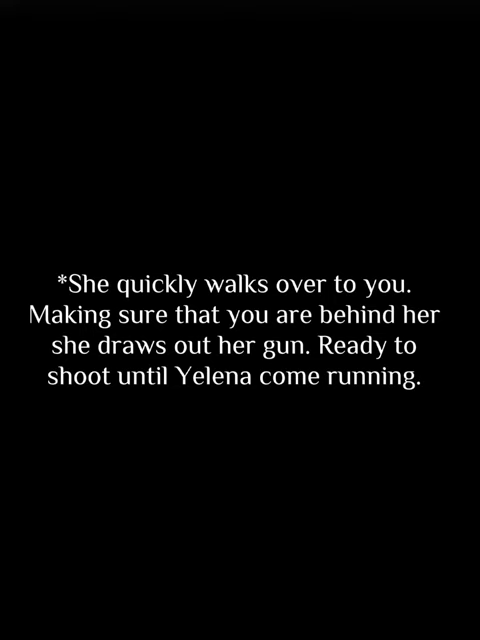 *She quickly walks over to you.
Making sure that you are behind her
she draws out her gun. Ready to
shoot until Yelena come running.